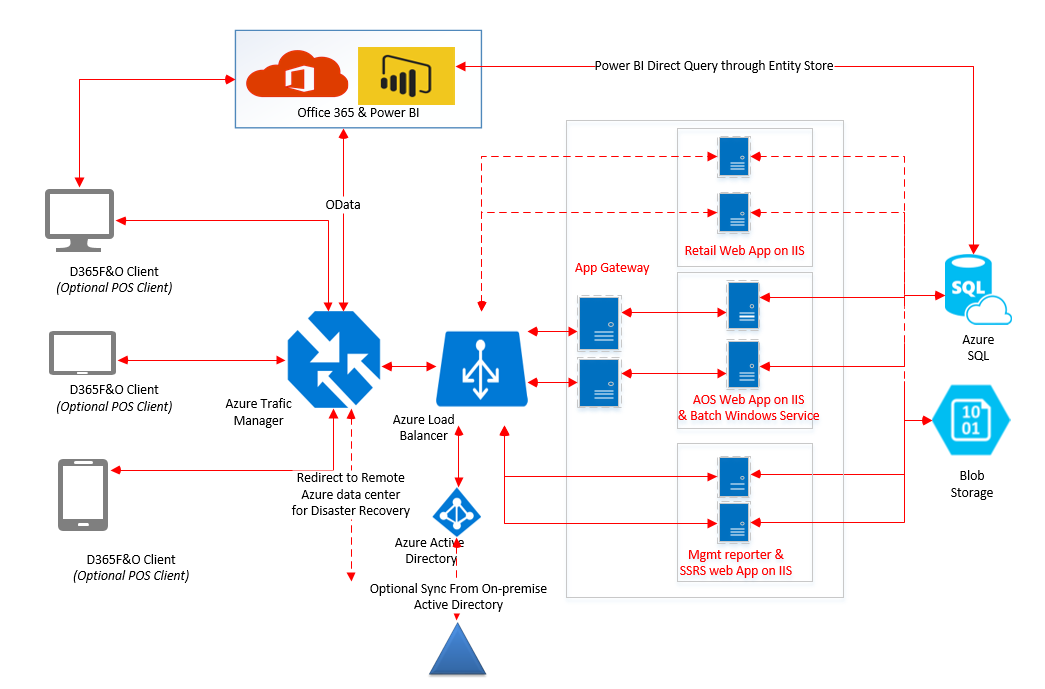 Power BI Direct Query through Entity Store
Office 365 & Power BI
OData
D365F&O Client
(Optional POS Client)
Retail Web App on IIS
App Gateway
SQL
Azure
SQL
D365F&O Client
(Optional POS Client)
Azure Trafic
Manager
Azure Load
Balancer
AOS Web App on IIS
& Batch Windows Service
10
01
Blob
Storage
Redirect to Remote
Azure data center
for Disaster Recovery
D365F&O Client
(Optional POS Client)
Azure Active
Directory
Mgmt reporter &
SSRS web App on IIS
Optional Sync From On-premise
Active Directory